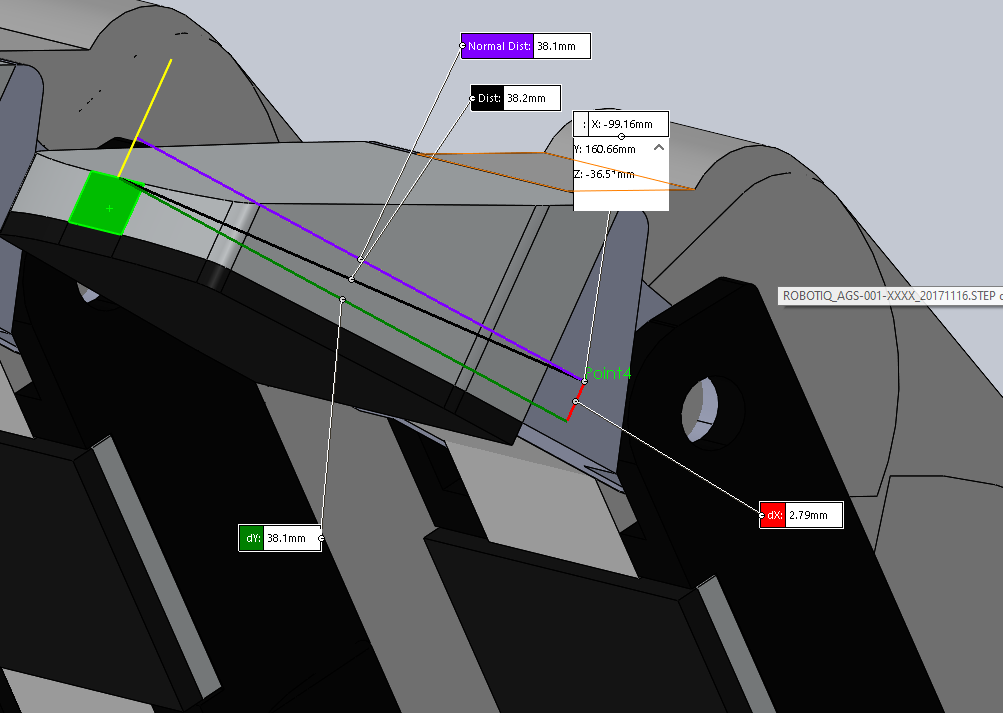 Normal Dist: 38.1mm
Dist: 38.2mm
: X: -99.16mm
Y: 160.66mm
Z: -36.51mm
ROBOTIQ_AGS-001-XXXX_20171116.STEP
Point4
dX: 2.79mm
dY: 38.1mm